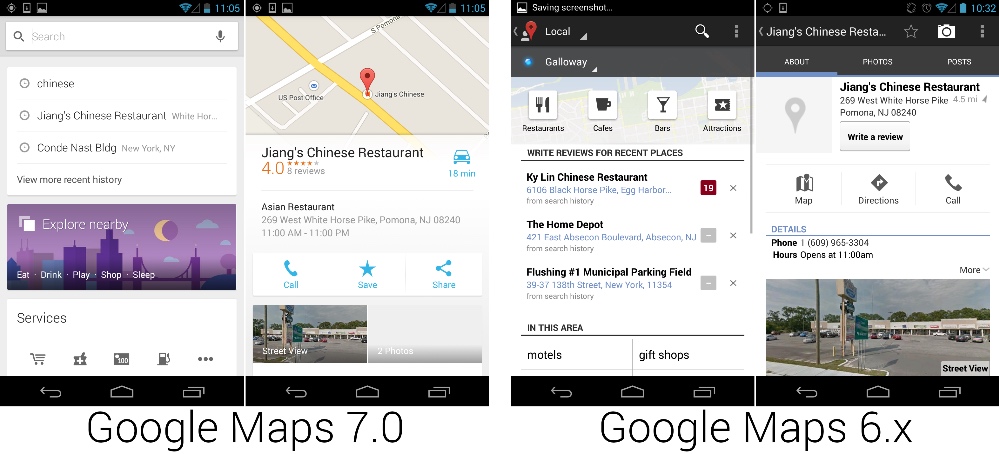 11:05
Search
chinese
Jiang's Chinese Restaurant White Hor...
Conde Nast Bldg New York, NY
View more recent history
Explore nearby
Eat · Drink · Play · Shop · Sleep
Services
100
11:05
S Pomona
US Post Office
Jiang's Chinese
Jiang's Chinese Restaurant
4.0 8 reviews
18 min
Asian Restaurant
269 West White Horse Pike, Pomona, NJ 08240
11:00 AM - 11:00 PM
Call
Save
Share
Street View
2 Photos
Google Maps 7.0
Saving screenshot...
Local
Galloway
Restaurants
Cafes
Bars
Attractions
WRITE REVIEWS FOR RECENT PLACES
Ky Lin Chinese Restaurant
6106 Black Horse Pike, Egg Harbor...
from search history
19
The Home Depot
421 East Absecon Boulevard, Absecon, NJ
from search history
–
Flushing #1 Municipal Parking Field
39-37 138th Street, New York, 11354
from search history
–
IN THIS AREA
motels
gift shops
10:32
Jiang's Chinese Resta...
ABOUT
PHOTOS
POSTS
Jiang's Chinese Restaurant
269 West White Horse Pike 4.5 mi
Pomona, NJ 08240
Write a review
Map
Directions
Call
DETAILS
Phone 1 (609) 965-3304
Hours Opens at 11:00am
More
Street View
Google Maps 6.x